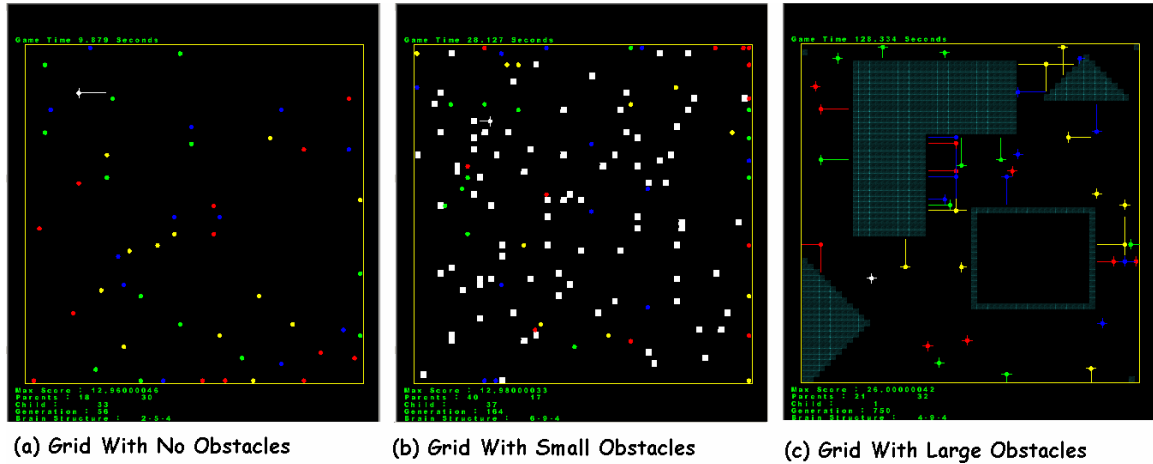 Game Time 9.879 Seconds
Max Score : 12.96000046
Parents : 18 30
Child : 33
Generation : 56
Brain Structure : 2-5-4
(a) Grid With No Obstacles
Game Time 28.127 Seconds
Max Score : 12.98000033
Parents : 40 17
Child : 37
Generation : 164
Brain Structure : 6-9-4
(b) Grid With Small Obstacles
Game Time 128.334 Seconds
Max Score : 26.00000042
Parents : 21 32
Child : 1
Generation : 750
Brain Structure : 4-9-4
(c) Grid With Large Obstacles